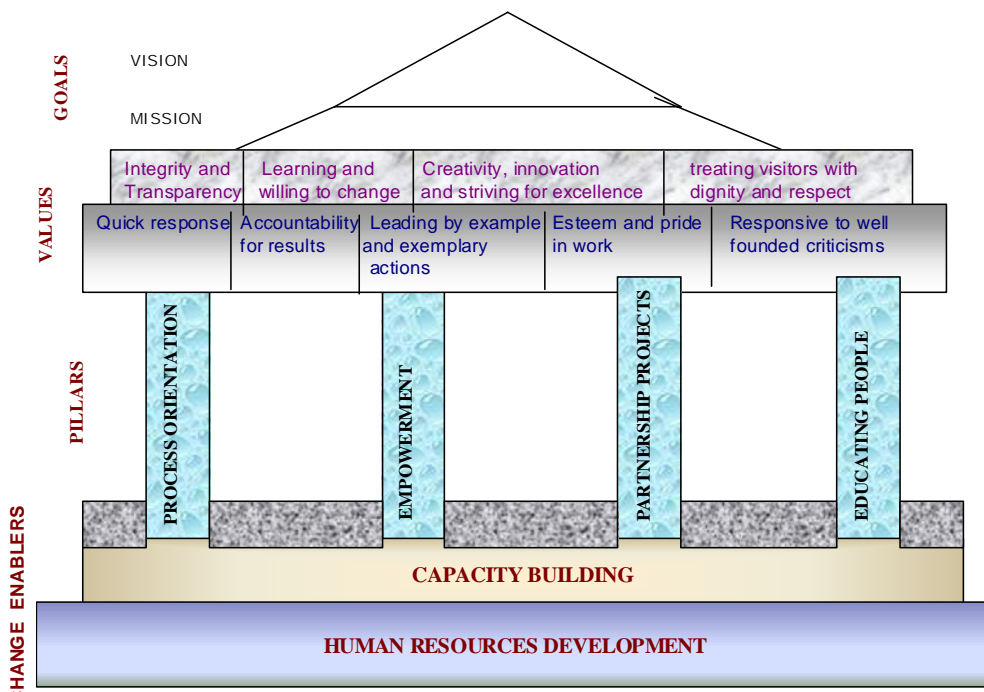 GOALS
VISION
MISSION
VALUES
Integrity and
Transparency
Learning and
willing to change
Creativity, innovation
and striving for excellence
treating visitors with
dignity and respect
Quick response
Accountability
for results
Leading by example
and exemplary
actions
Esteem and pride
in work
Responsive to well
founded criticisms
PILLARS
PROCESS ORIENTATION
EMPOWERMENT
PARTNERSHIP PROJECTS
EDUCATING PEOPLE
HANGE ENABLERS
CAPACITY BUILDING
HUMAN RESOURCES DEVELOPMENT